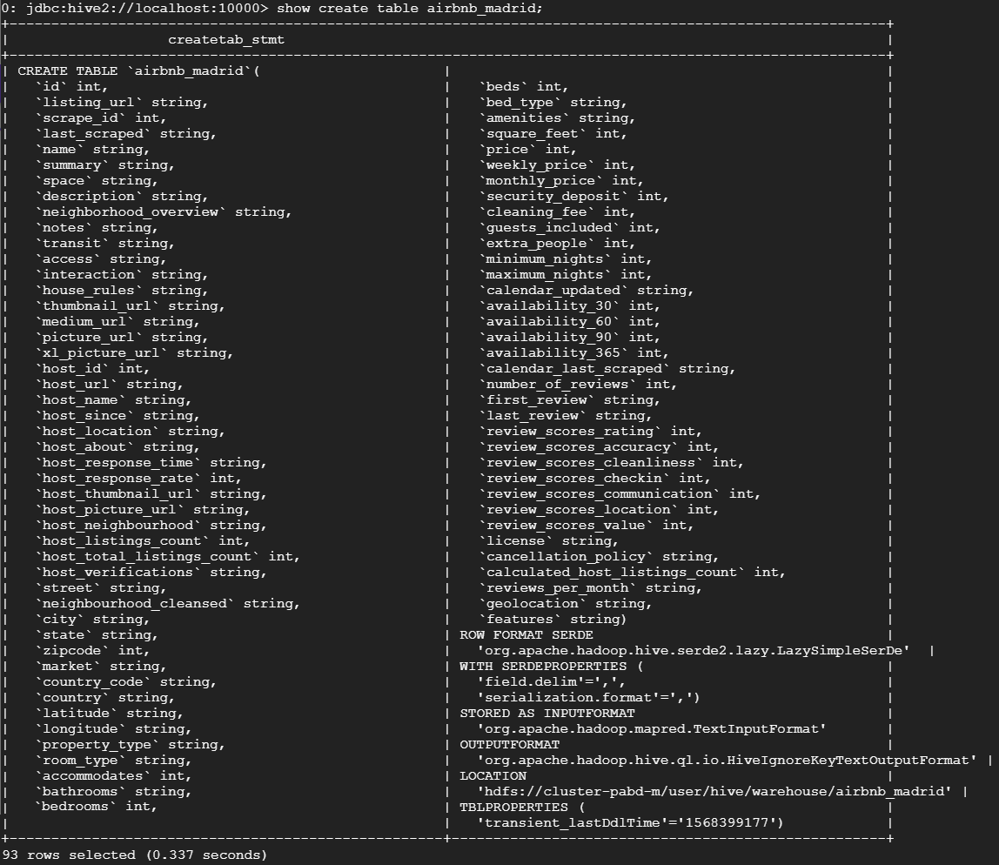 0: jdbc:hive2://localhost:10000> show create table airbnb_madrid;
createtab_stmt
CREATE TABLE `airbnb_madrid`(
`id` int,
`listing_url` string,
`scrape_id` int,
`last_scraped` string,
`name` string,
`summary` string,
`space` string,
`description` string,
`neighborhood_overview` string,
`notes` string,
`transit` string,
`access` string,
`interaction` string,
`house_rules` string,
`thumbnail_url` string,
`medium_url` string,
`picture_url` string,
`xl_picture_url` string,
`host_id` int,
`host_url` string,
`host_name` string,
`host_since` string,
`host_location` string,
`host_about` string,
`host_response_time` string,
`host_response_rate` int,
`host_thumbnail_url` string,
`host_picture_url` string,
`host_neighbourhood` string,
`host_listings_count` int,
`host_total_listings_count` int,
`host_verifications` string,
`street` string,
`neighbourhood_cleansed` string,
`city` string,
`state` string,
`zipcode` int,
`market` string,
`country_code` string,
`country` string,
`latitude` string,
`longitude` string,
`property_type` string,
`room_type` string,
`accommodates` int,
`bathrooms` string,
`bedrooms` int,
`beds` int,
`bed_type` string,
`amenities` string,
`square_feet` int,
`price` int,
`weekly_price` int,
`monthly_price` int,
`security_deposit` int,
`cleaning_fee` int,
`guests_included` int,
`extra_people` int,
`minimum_nights` int,
`maximum_nights` int,
`calendar_updated` string,
`availability_30` int,
`availability_60` int,
`availability_90` int,
`availability_365` int,
`calendar_last_scraped` string,
`number_of_reviews` int,
`first_review` string,
`last_review` string,
`review_scores_rating` int,
`review_scores_accuracy` int,
`review_scores_cleanliness` int,
`review_scores_checkin` int,
`review_scores_communication` int,
`review_scores_location` int,
`review_scores_value` int,
`license` string,
`cancellation_policy` string,
`calculated_host_listings_count` int,
`reviews_per_month` string,
`geolocation` string,
`features` string)
ROW FORMAT SERDE
'org.apache.hadoop.hive.serde2.lazy.LazySimpleSerDe'
WITH SERDEPROPERTIES (
'field.delim'=',',
'serialization.format'=',')
STORED AS INPUTFORMAT
'org.apache.hadoop.mapred.TextInputFormat'
OUTPUTFORMAT
'org.apache.hadoop.hive.ql.io.HiveIgnoreKeyTextOutputFormat'
LOCATION
'hdfs://cluster-pabd-m/user/hive/warehouse/airbnb_madrid'
TBLPROPERTIES (
'transient_lastDdlTime'='1568399177')
93 rows selected (0.337 seconds)